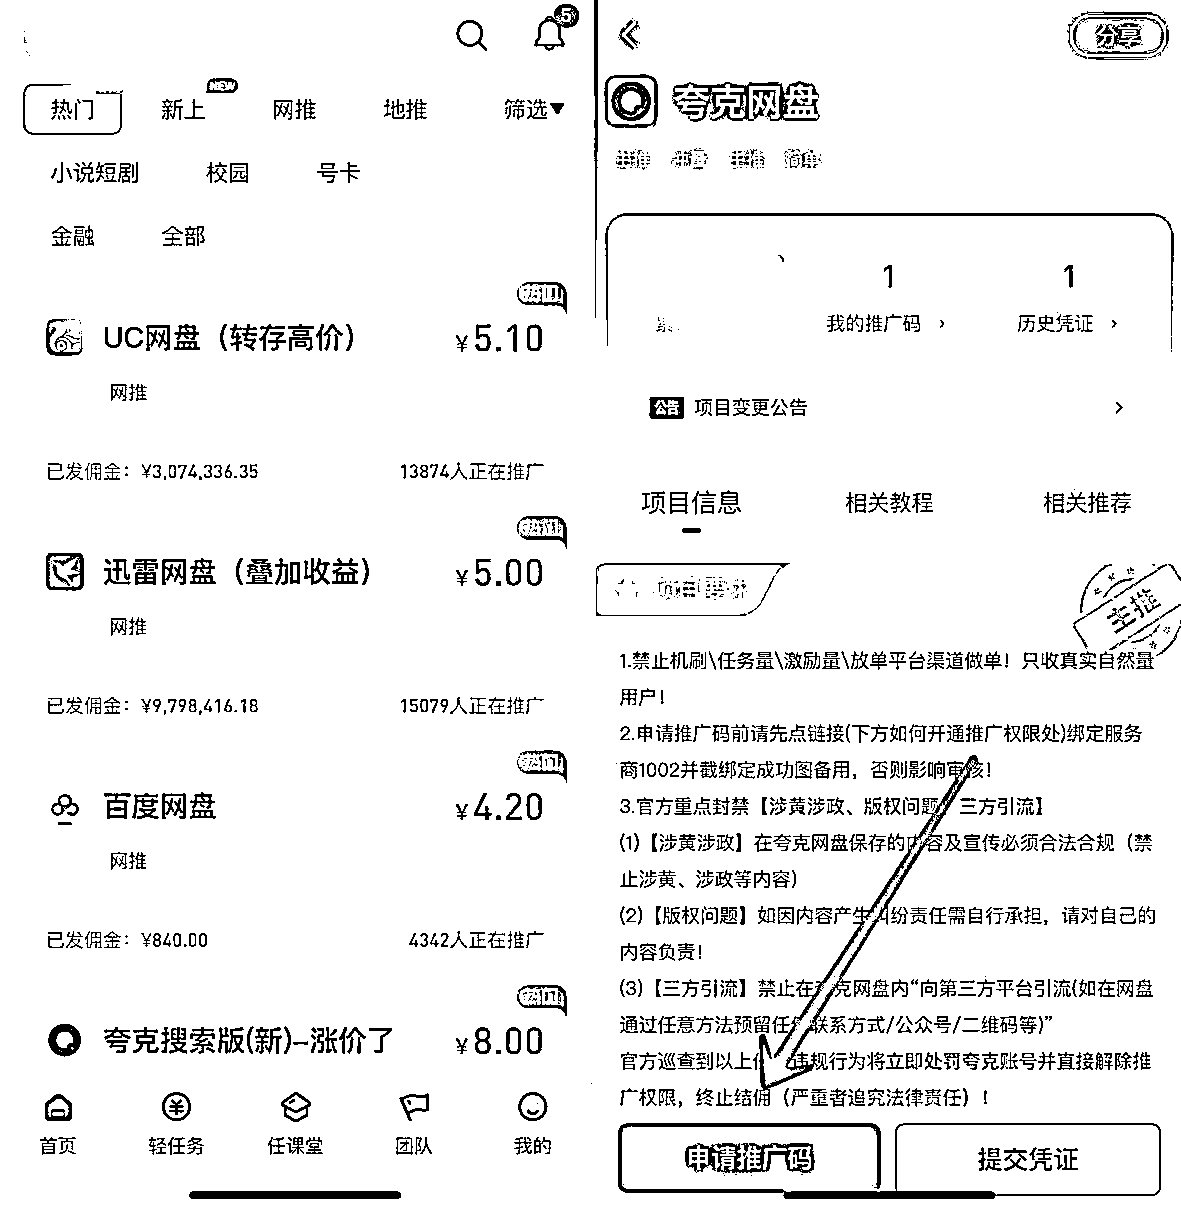 5
NEW
热门 新上 网推 地推 筛选▼
小说短剧 校园 号卡
金融 全部
UC网盘（转存高价） ¥5.10
网推
已发佣金：¥3,074,336.35 13874人正在推广
迅雷网盘（叠加收益） ¥5.00
网推
已发佣金：¥9,798,416.18 15079人正在推广
百度网盘 ¥4.20
网推
已发佣金：¥840.00 4342人正在推广
夸克搜索版(新)-涨价了 ¥8.00
首页 轻任务 任课堂 团队 我的
分享
夸克网盘
1 1
我的推广码 › 历史凭证 ›
公告 项目变更公告 ›
项目信息 相关教程 相关推荐
主推
1.禁止机刷\任务量\激励量\放单平台渠道做单！只收真实自然量
用户！
2.申请推广码前请先点链接(下方如何开通推广权限处)绑定服务
商1002并截绑定成功图备用，否则影响审核！
3.官方重点封禁【涉黄涉政、版权问题、三方引流】
(1)【涉黄涉政】在夸克网盘保存的内容及宣传必须合法合规（禁
止涉黄、涉政等内容)
(2)【版权问题】如因内容产生纠纷责任需自行承担，请对自己的
内容负责！
(3)【三方引流】禁止在夸克网盘内“向第三方平台引流(如在网盘
通过任意方法预留任何联系方式/公众号/二维码等)”
官方巡查到以上任何违规行为将立即处罚夸克账号并直接解除推
广权限，终止结佣（严重者追究法律责任）！
申请推广码 提交凭证